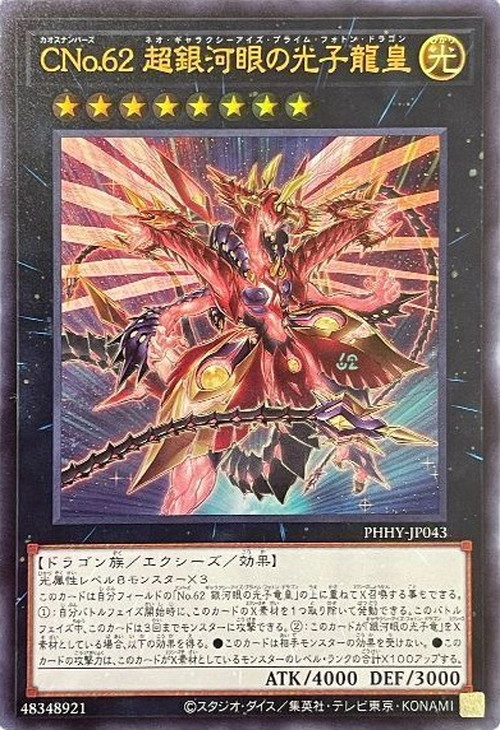 カオスナンバーズ ネオ・ギャラクシーアイズ・プライム・フォトン・ドラゴン
CNo.62 超銀河眼の光子龍皇 光
62
PHHY-JP043
【ドラゴン族/エクシーズ/効果】
光属性レベル8モンスター×3
このカードは自分フィールドの「No.62 銀河眼の光子竜皇」の上に重ねてX召喚する事もできる。
①:自分バトルフェイズ開始時に、このカードのX素材を1つ取り除いて発動できる。このバトル
フェイズ中、このカードは3回までモンスターに攻撃できる。②:このカードが「銀河眼の光子竜」をX
素材としている場合、以下の効果を得る。●このカードは相手モンスターの効果を受けない。●こ
のカードの攻撃力は、このカードがX素材としているモンスターのレベル・ランクの合計×100アップする。
ATK/4000 DEF/3000
48348921 ©スタジオ・ダイス/集英社・テレビ東京・KONAMI